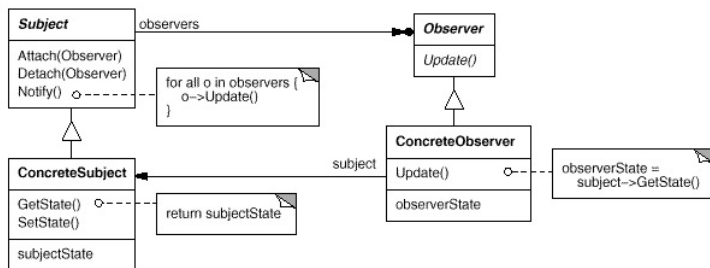 Subject
Attach(Observer)
Detach(Observer)
Notify()
observers
Observer
Update()
for all o in observers {
o->Update()
}
ConcreteSubject
GetState()
SetState()
subjectState
return subjectState
subject
ConcreteObserver
Update()
observerState
observerState =
subject->GetState()